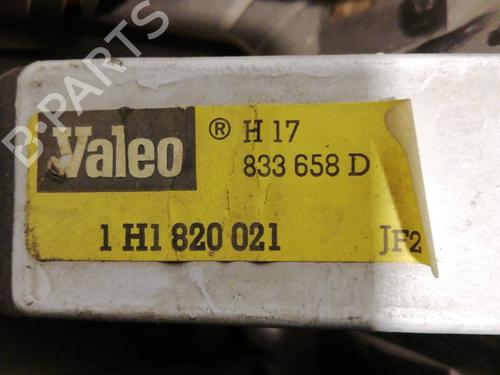 B-PARTS
Valeo ® H 17
833 658 D
1 H1 820 021 JF2